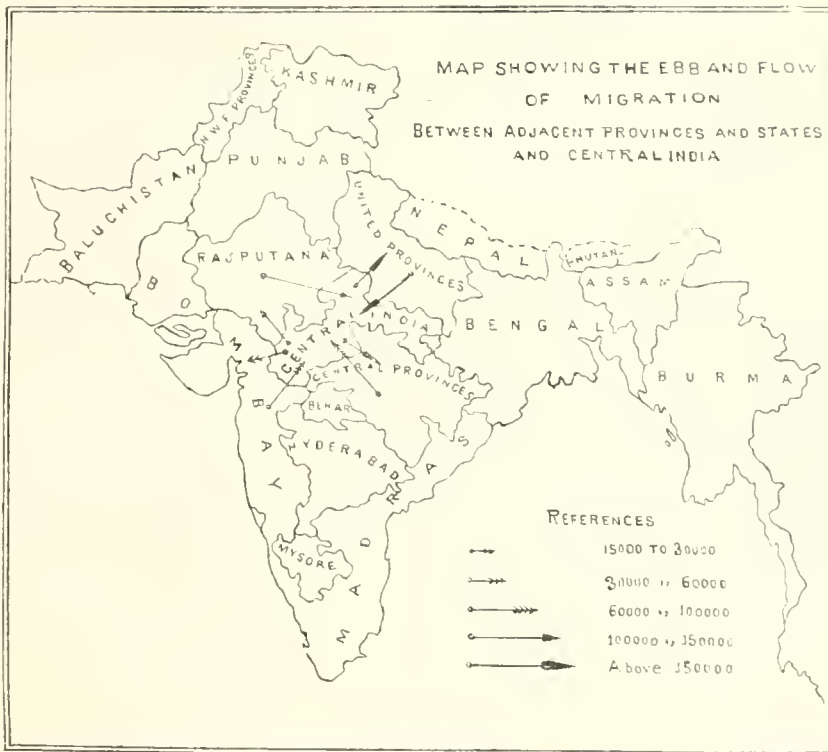 MAP SHOWING THE EBB AND FLOW
OF MIGRATION
BETWEEN ADJACENT PROVINCES AND STATES
AND CENTRAL INDIA
KASHMIR
N.W.F PROVINCES
PUNJAB
BALUCHISTAN
UNITED PROVINCES
NEPAL
BHUTAN
RAJPUTANA
ASSAM
BOMBAY
CENTRAL INDIA
BENGAL
CENTRAL PROVINCES
BURMA
BERAR
HYDERABAD
MADRAS
MYSORE
REFERENCES
15000 TO 30000
30000 ,, 60000
60000 ,, 100000
100000 ,, 150000
Above 150000